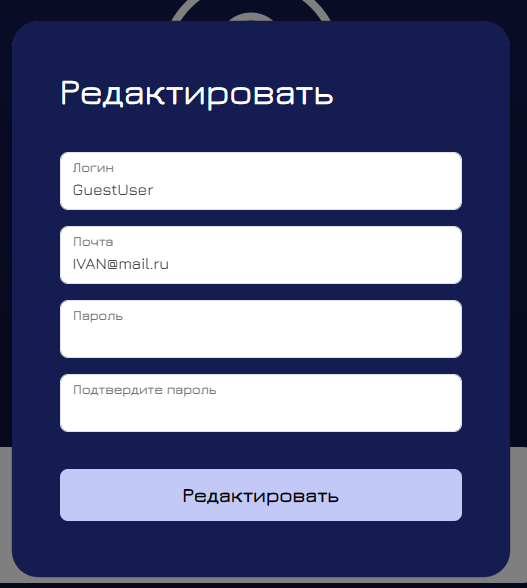 Редактировать
Логин
GuestUser
Почта
IVAN@mail.ru
Пароль
Подтвердите пароль
Редактировать